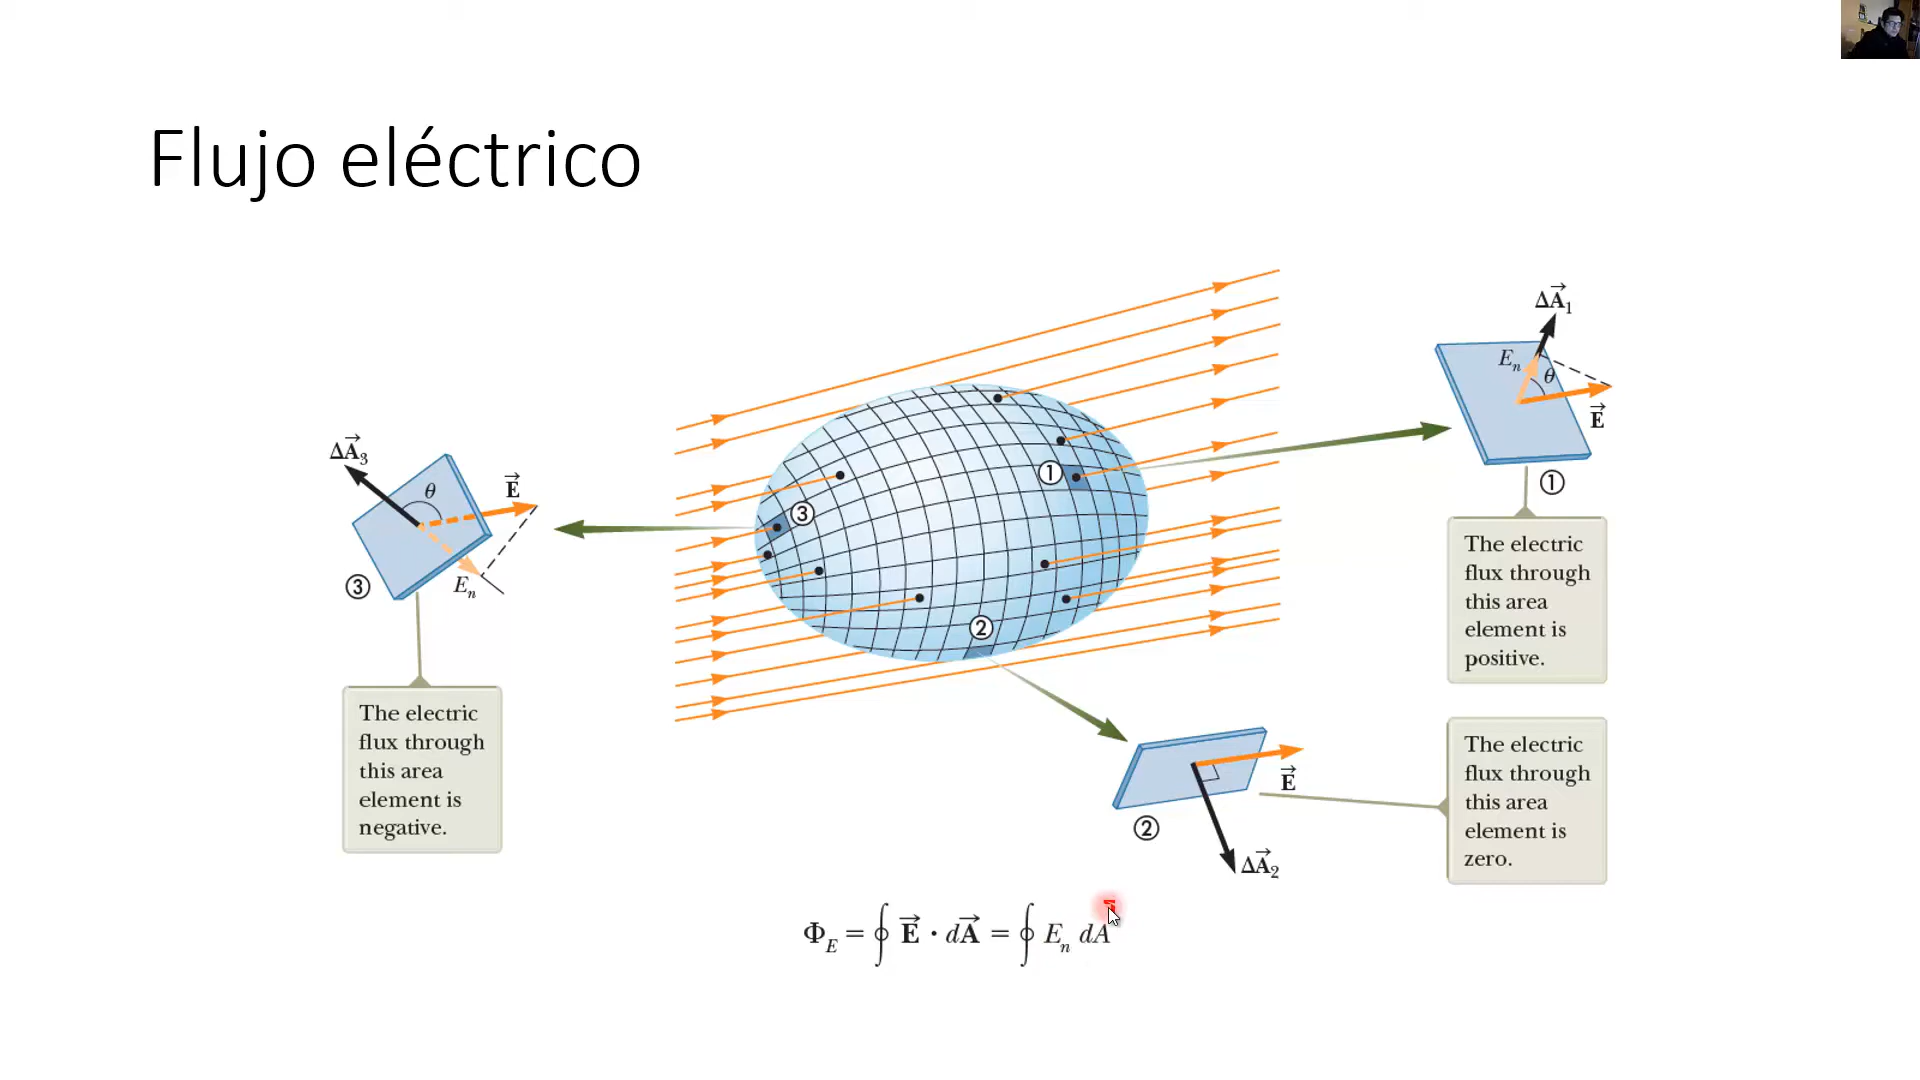 Flujo eléctrico
ΔA⃗₁
Eₙ
θ
E⃗
①
The electric
flux through
this area
element is
positive.
ΔA⃗₃
θ
E⃗
Eₙ
③
The electric
flux through
this area
element is
negative.
①
③
②
E⃗
②
ΔA⃗₂
The electric
flux through
this area
element is
zero.
Φ_E = ∮ E⃗ · dA⃗ = ∮ Eₙ dA